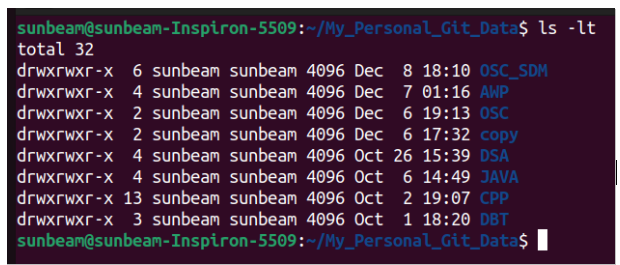 sunbeam@sunbeam-Inspiron-5509:~/My_Personal_Git_Data$ ls -lt
total 32
drwxrwxr-x  6 sunbeam sunbeam 4096 Dec  8 18:10 OSC_SDM
drwxrwxr-x  4 sunbeam sunbeam 4096 Dec  7 01:16 AWP
drwxrwxr-x  2 sunbeam sunbeam 4096 Dec  6 19:13 OSC
drwxrwxr-x  2 sunbeam sunbeam 4096 Dec  6 17:32 copy
drwxrwxr-x  4 sunbeam sunbeam 4096 Oct 26 15:39 DSA
drwxrwxr-x  4 sunbeam sunbeam 4096 Oct  6 14:49 JAVA
drwxrwxr-x 13 sunbeam sunbeam 4096 Oct  2 19:07 CPP
drwxrwxr-x  3 sunbeam sunbeam 4096 Oct  1 18:20 DBT
sunbeam@sunbeam-Inspiron-5509:~/My_Personal_Git_Data$